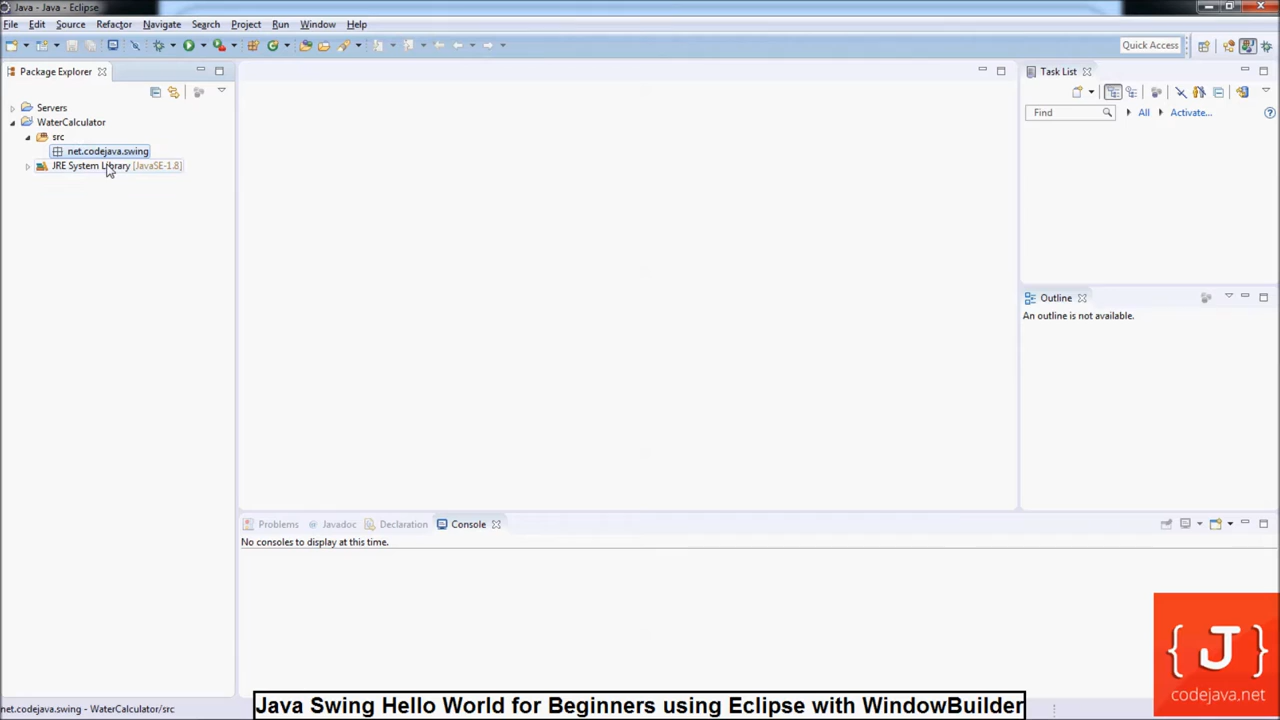 Java - Java - Eclipse
File Edit Source Refactor Navigate Search Project Run Window Help
Quick Access
Package Explorer
Servers
WaterCalculator
src
net.codejava.swing
JRE System Library [JavaSE-1.8]
Task List
Find All Activate...
Outline
An outline is not available.
Problems Javadoc Declaration Console
No consoles to display at this time.
{ J }
codejava.net
net.codejava.swing - WaterCalculator/src
Java Swing Hello World for Beginners using Eclipse with WindowBuilder